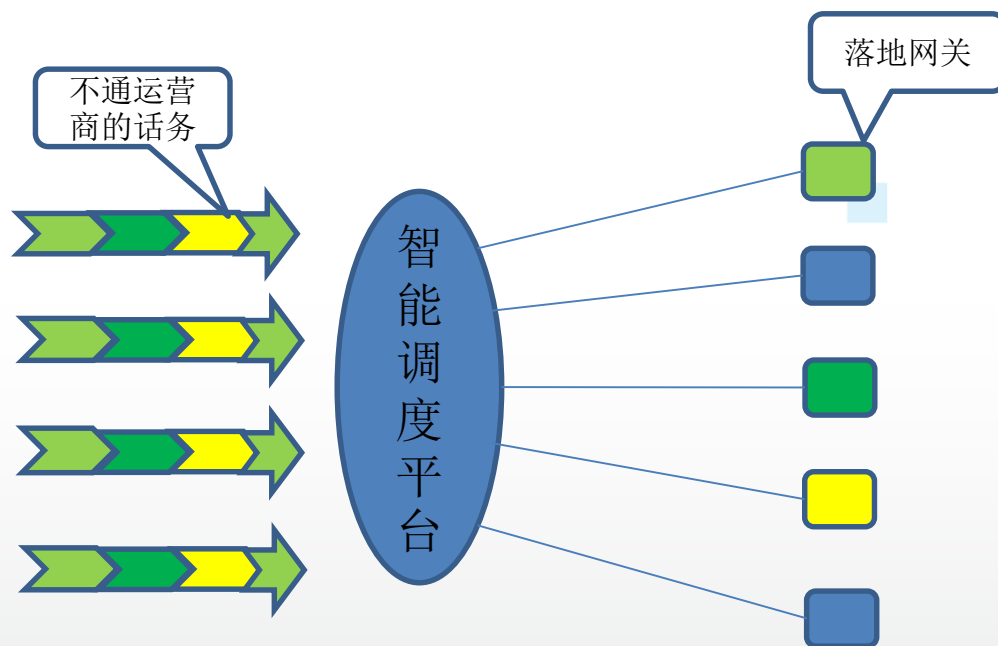 不通运营
商的话务
落地网关
智能调度平台